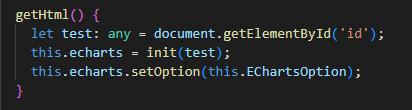 getHtml() {
let test: any = document.getElementById('id');
this.echarts = init(test);
this.echarts.setOption(this.EChartsOption);
}